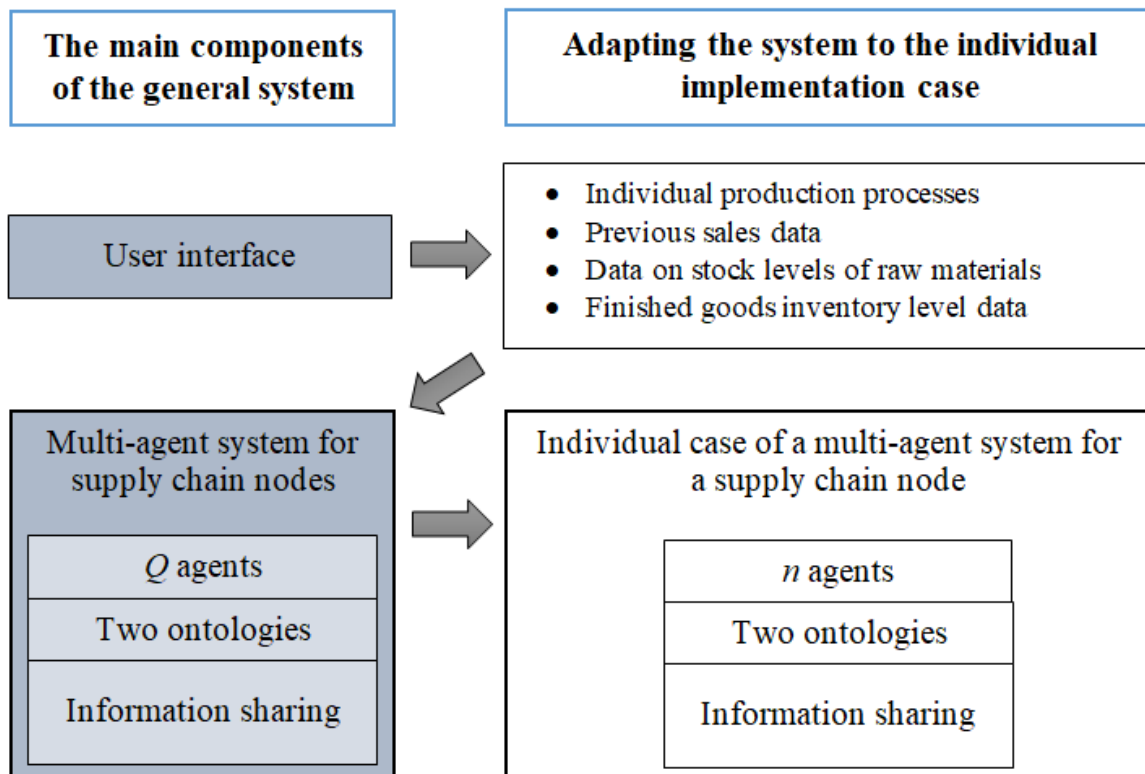 The main components
of the general system
Adapting the system to the individual
implementation case
User interface
• Individual production processes
• Previous sales data
• Data on stock levels of raw materials
• Finished goods inventory level data
Multi-agent system for
supply chain nodes
Q agents
Two ontologies
Information sharing
Individual case of a multi-agent system for
a supply chain node
n agents
Two ontologies
Information sharing